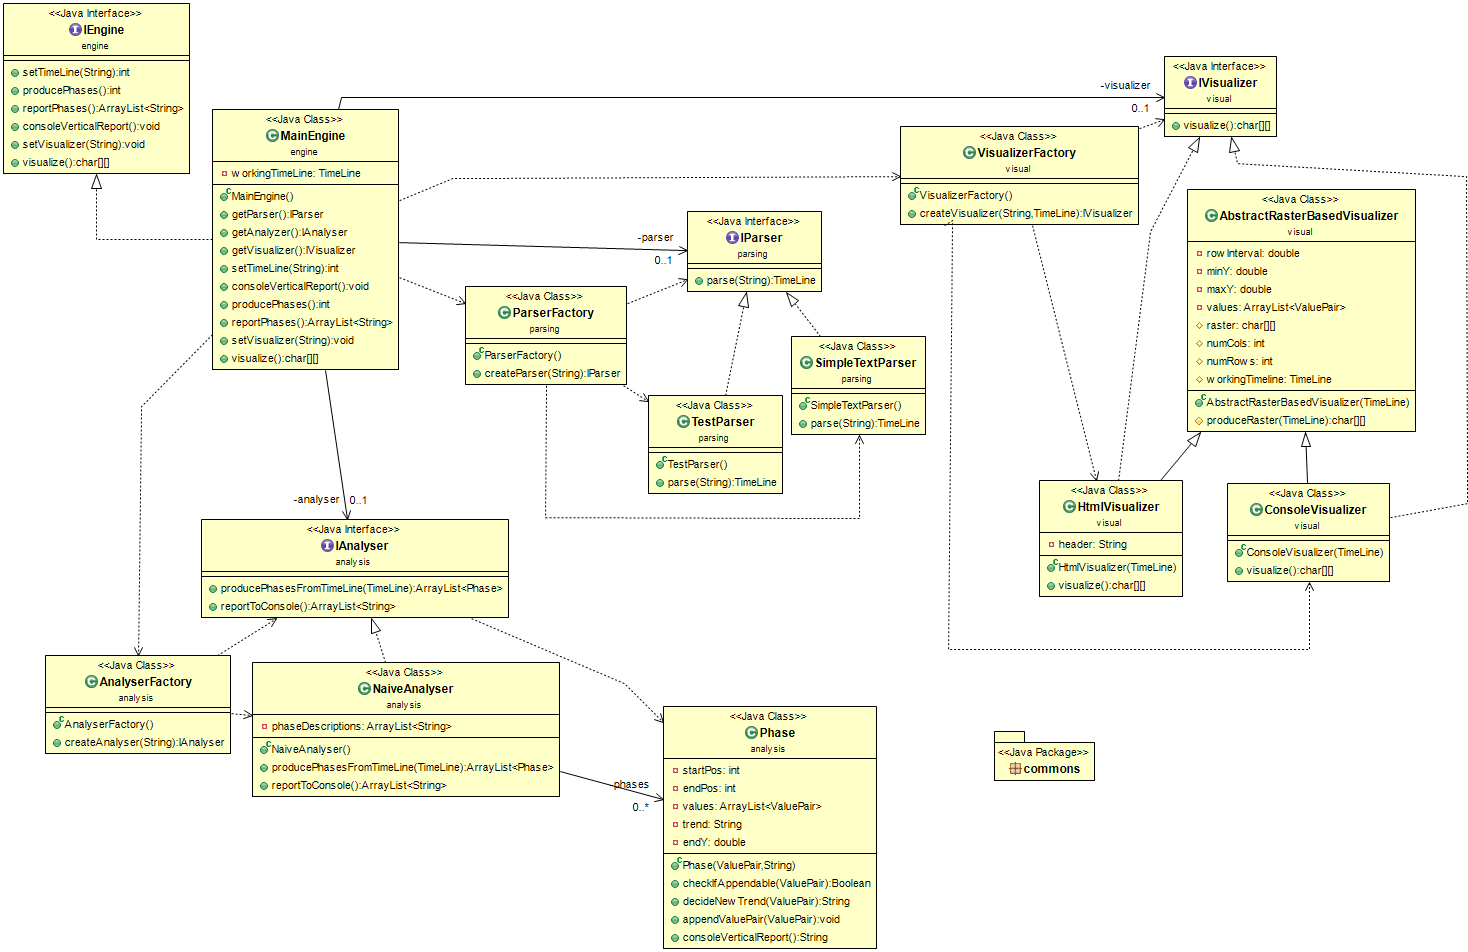 <<Java Interface>>
IEngine
engine
setTimeLine(String):int
producePhases():int
reportPhases():ArrayList<String>
consoleVerticalReport():void
setVisualizer(String):void
visualize():char[][]
<<Java Class>>
MainEngine
engine
workingTimeLine: TimeLine
MainEngine()
getParser():IParser
getAnalyzer():IAnalyser
getVisualizer():IVisualizer
setTimeLine(String):int
consoleVerticalReport():void
producePhases():int
reportPhases():ArrayList<String>
setVisualizer(String):void
visualize():char[][]
-visualizer
0..1
<<Java Interface>>
IVisualizer
visual
visualize():char[][]
<<Java Class>>
VisualizerFactory
visual
VisualizerFactory()
createVisualizer(String,TimeLine):IVisualizer
<<Java Class>>
AbstractRasterBasedVisualizer
visual
rowInterval: double
minY: double
maxY: double
values: ArrayList<ValuePair>
raster: char[][]
numCols: int
numRows: int
workingTimeline: TimeLine
AbstractRasterBasedVisualizer(TimeLine)
produceRaster(TimeLine):char[][]
-parser
0..1
<<Java Interface>>
IParser
parsing
parse(String):TimeLine
<<Java Class>>
ParserFactory
parsing
ParserFactory()
createParser(String):IParser
<<Java Class>>
SimpleTextParser
parsing
SimpleTextParser()
parse(String):TimeLine
<<Java Class>>
TestParser
parsing
TestParser()
parse(String):TimeLine
<<Java Class>>
HtmlVisualizer
visual
header: String
HtmlVisualizer(TimeLine)
visualize():char[][]
<<Java Class>>
ConsoleVisualizer
visual
ConsoleVisualizer(TimeLine)
visualize():char[][]
-analyser
0..1
<<Java Interface>>
IAnalyser
analysis
producePhasesFromTimeLine(TimeLine):ArrayList<Phase>
reportToConsole():ArrayList<String>
<<Java Class>>
AnalyserFactory
analysis
AnalyserFactory()
createAnalyser(String):IAnalyser
<<Java Class>>
NaiveAnalyser
analysis
phaseDescriptions: ArrayList<String>
NaiveAnalyser()
producePhasesFromTimeLine(TimeLine):ArrayList<Phase>
reportToConsole():ArrayList<String>
-phases
0..*
<<Java Class>>
Phase
analysis
startPos: int
endPos: int
values: ArrayList<ValuePair>
trend: String
endY: double
Phase(ValuePair,String)
checkIfAppendable(ValuePair):Boolean
decideNewTrend(ValuePair):String
appendValuePair(ValuePair):void
consoleVerticalReport():String
<<Java Package>>
commons